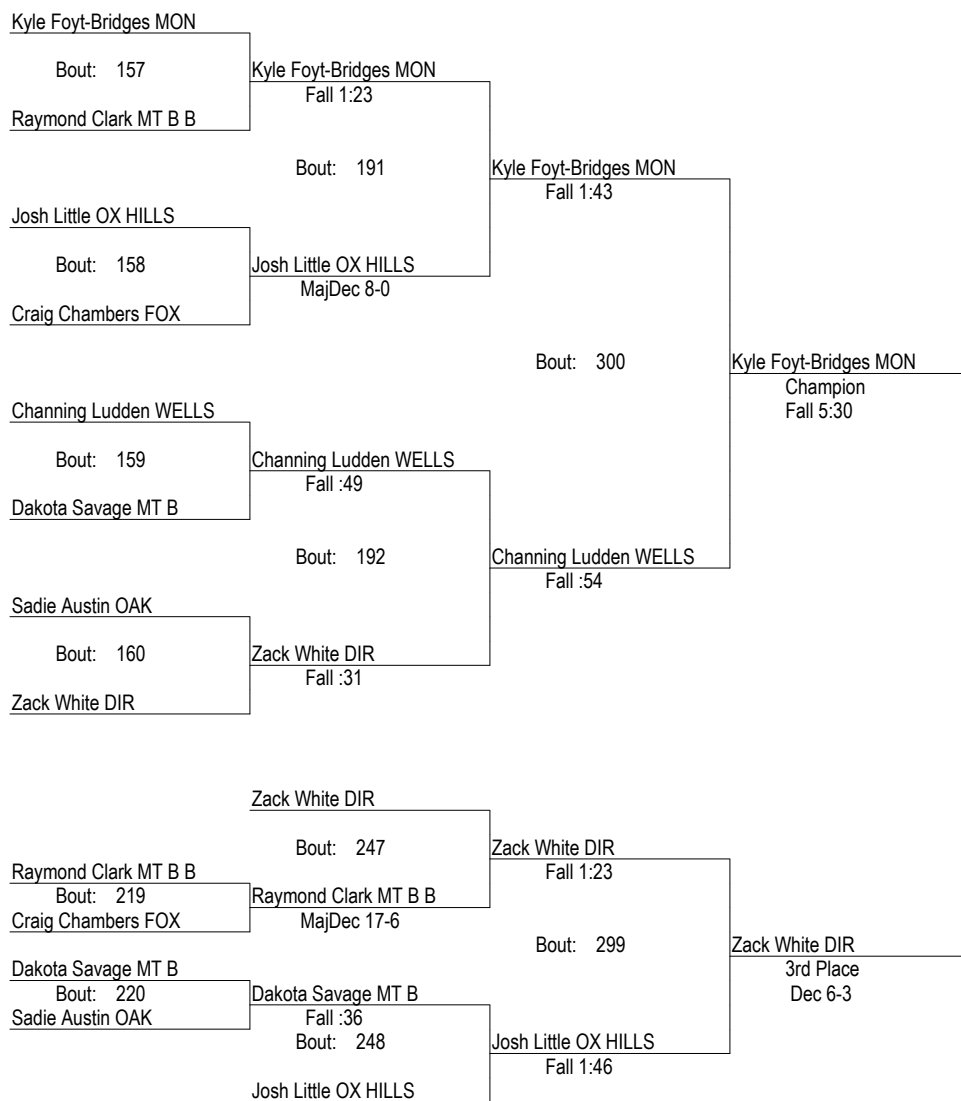 Kyle Foyt-Bridges MON
Bout: 157
Kyle Foyt-Bridges MON
Fall 1:23
Raymond Clark MT B B
Bout: 191
Kyle Foyt-Bridges MON
Fall 1:43
Josh Little OX HILLS
Bout: 158
Josh Little OX HILLS
MajDec 8-0
Craig Chambers FOX
Bout: 300
Kyle Foyt-Bridges MON
Champion
Fall 5:30
Channing Ludden WELLS
Bout: 159
Channing Ludden WELLS
Fall :49
Dakota Savage MT B
Bout: 192
Channing Ludden WELLS
Fall :54
Sadie Austin OAK
Bout: 160
Zack White DIR
Fall :31
Zack White DIR
Zack White DIR
Bout: 247
Zack White DIR
Fall 1:23
Raymond Clark MT B B
Bout: 219
Raymond Clark MT B B
MajDec 17-6
Craig Chambers FOX
Bout: 299
Zack White DIR
3rd Place
Dec 6-3
Dakota Savage MT B
Bout: 220
Dakota Savage MT B
Fall :36
Sadie Austin OAK
Bout: 248
Josh Little OX HILLS
Fall 1:46
Josh Little OX HILLS